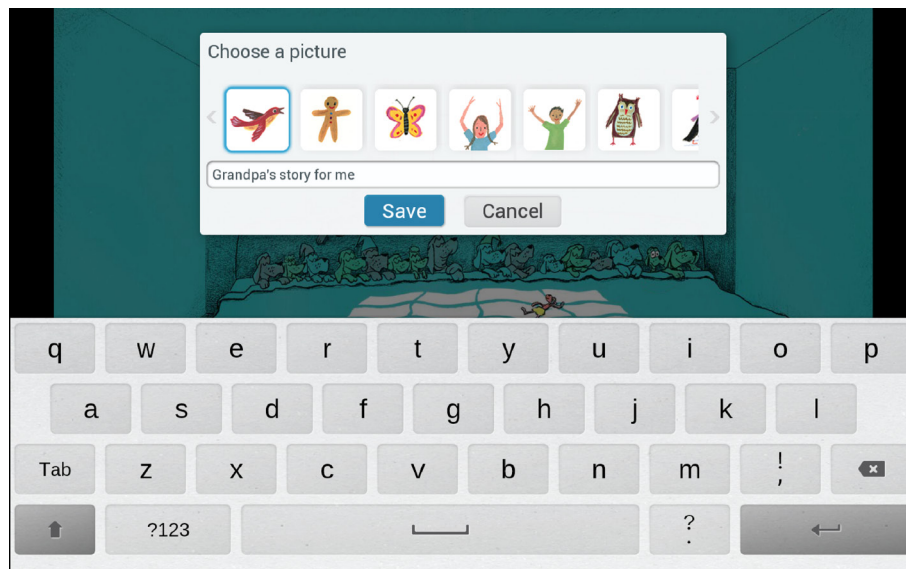 Choose a picture
Grandpa's story for me
Save Cancel
q w e r t y u i o p
a s d f g h j k l
Tab z x c v b n m ! ,
?123 ? .